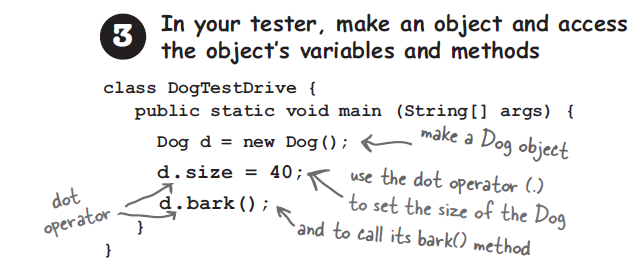 3 In your tester, make an object and access
the object's variables and methods
class DogTestDrive {
public static void main (String[] args) {
Dog d = new Dog();
make a Dog object
d.size = 40;
use the dot operator (.)
to set the size of the Dog
dot
operator
d.bark();
and to call its bark() method
}
}